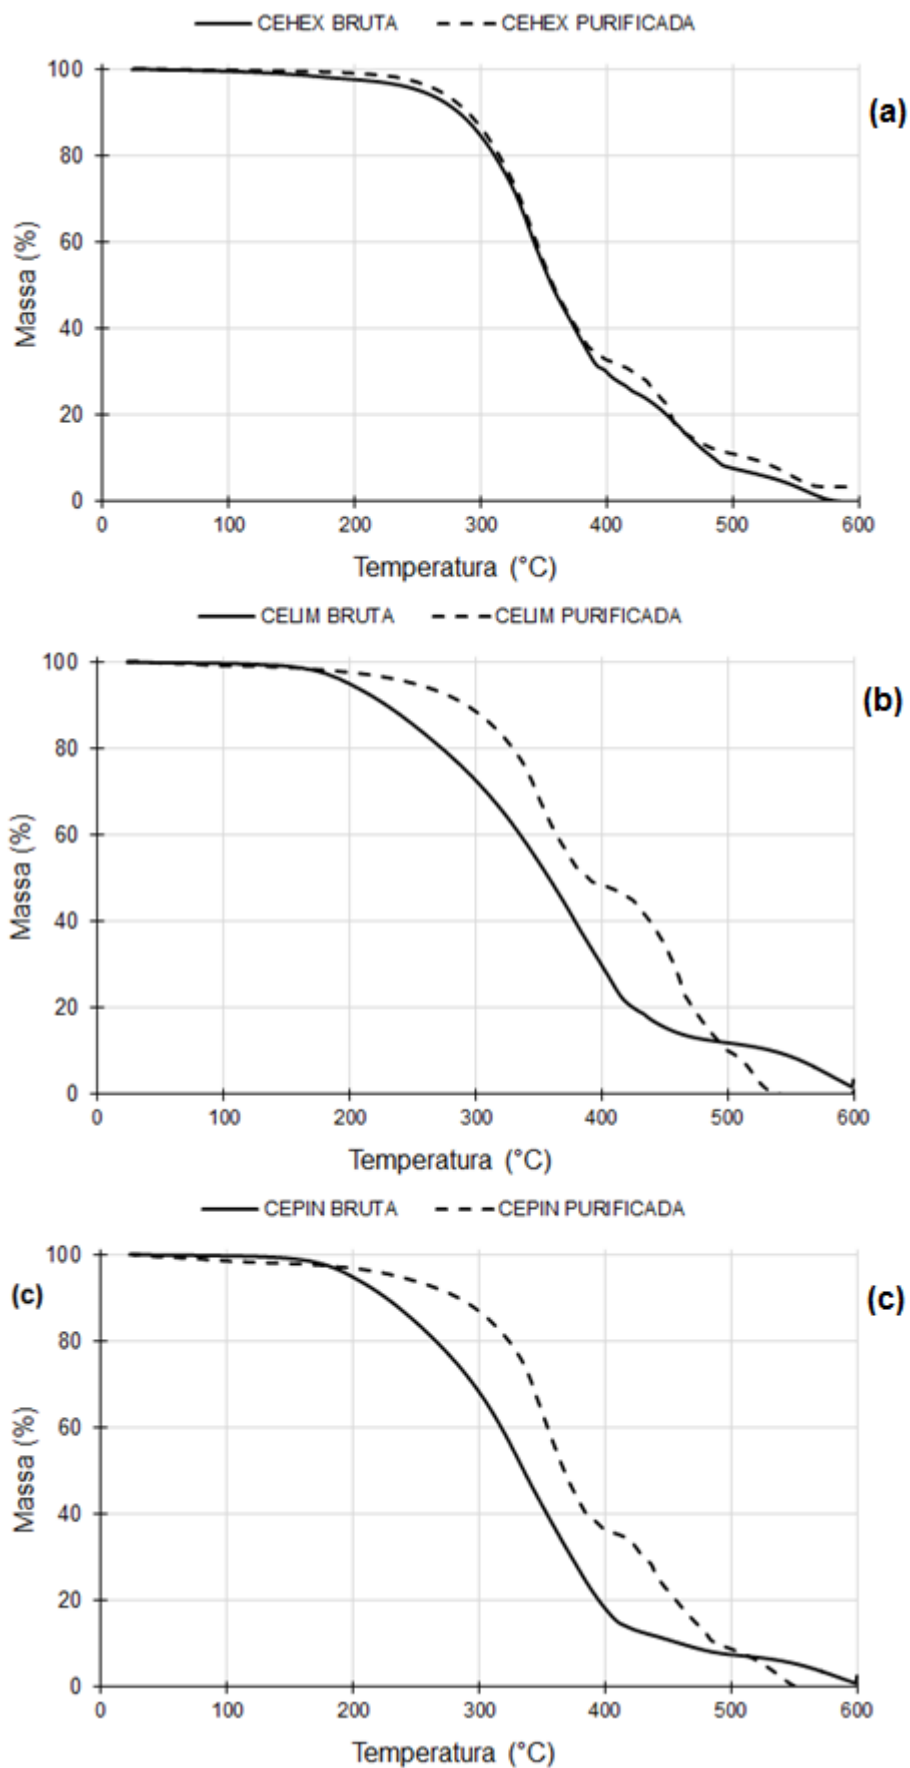 CEHEX BRUTA CEHEX PURIFICADA
(a)
Massa (%)
100
80
60
40
20
0
0 100 200 300 400 500 600
Temperatura (°C)
CELIM BRUTA CELIM PURIFICADA
(b)
Massa (%)
100
80
60
40
20
0
0 100 200 300 400 500 600
Temperatura (°C)
CEPIN BRUTA CEPIN PURIFICADA
(c)
(c)
Massa (%)
100
80
60
40
20
0
0 100 200 300 400 500 600
Temperatura (°C)